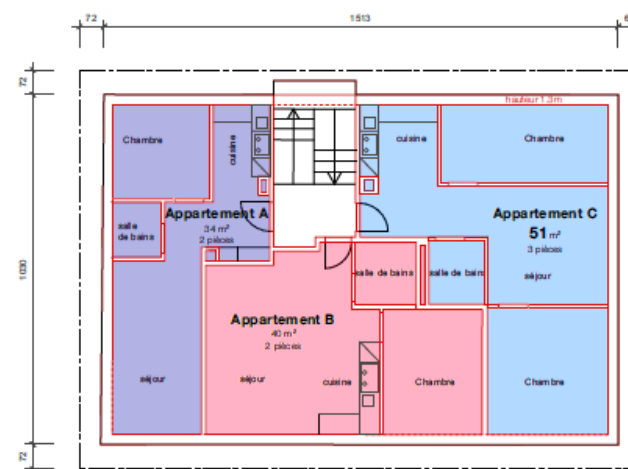 72
1513
6
72
hauteur 1.3m
Chambre
cuisine
cuisine
Chambre
Appartement A
34 m²
2 pièces
salle
de bains
Appartement C
51 m²
3 pièces
séjour
salle de bains
salle de bains
1030
Appartement B
40 m²
2 pièces
séjour
séjour
cuisine
Chambre
Chambre
72